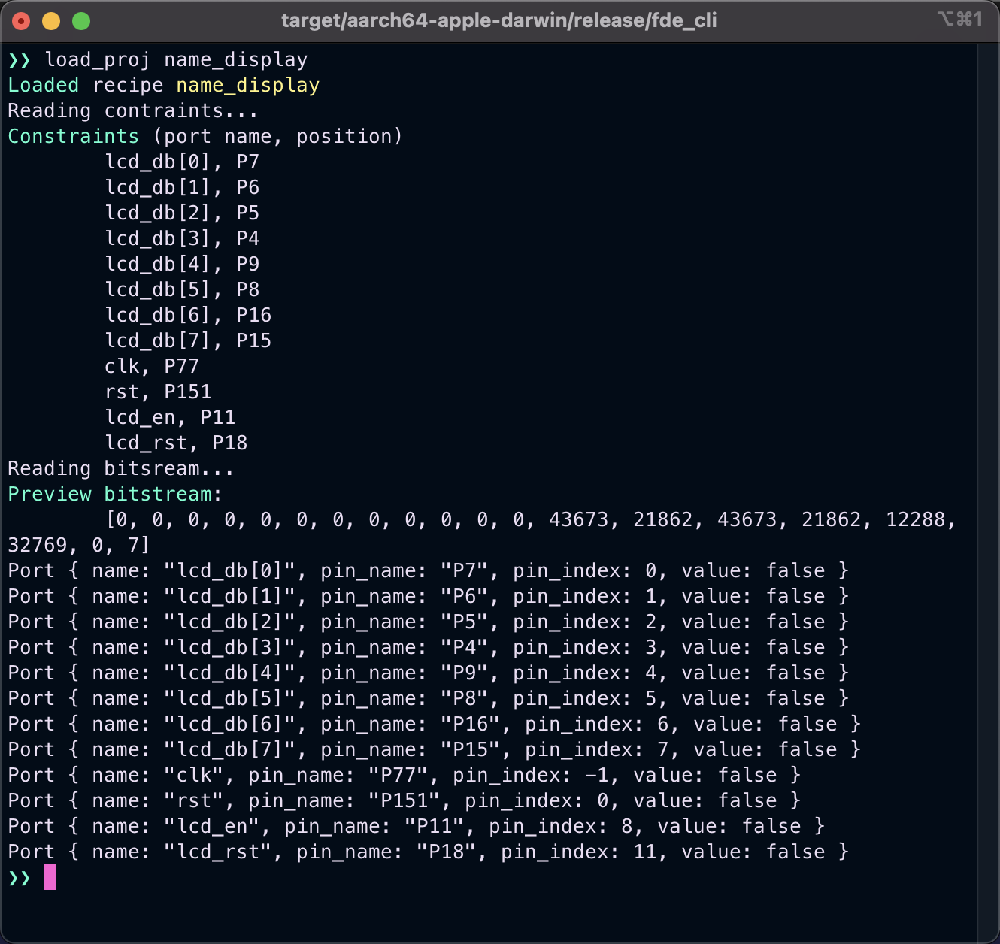 target/aarch64-apple-darwin/release/fde_cli ⌥⌘1
❯❯ load_proj name_display
Loaded recipe name_display
Reading contraints...
Constraints (port name, position)
        lcd_db[0], P7
        lcd_db[1], P6
        lcd_db[2], P5
        lcd_db[3], P4
        lcd_db[4], P9
        lcd_db[5], P8
        lcd_db[6], P16
        lcd_db[7], P15
        clk, P77
        rst, P151
        lcd_en, P11
        lcd_rst, P18
Reading bitsream...
Preview bitstream:
        [0, 0, 0, 0, 0, 0, 0, 0, 0, 0, 0, 0, 43673, 21862, 43673, 21862, 12288,
32769, 0, 7]
Port { name: "lcd_db[0]", pin_name: "P7", pin_index: 0, value: false }
Port { name: "lcd_db[1]", pin_name: "P6", pin_index: 1, value: false }
Port { name: "lcd_db[2]", pin_name: "P5", pin_index: 2, value: false }
Port { name: "lcd_db[3]", pin_name: "P4", pin_index: 3, value: false }
Port { name: "lcd_db[4]", pin_name: "P9", pin_index: 4, value: false }
Port { name: "lcd_db[5]", pin_name: "P8", pin_index: 5, value: false }
Port { name: "lcd_db[6]", pin_name: "P16", pin_index: 6, value: false }
Port { name: "lcd_db[7]", pin_name: "P15", pin_index: 7, value: false }
Port { name: "clk", pin_name: "P77", pin_index: -1, value: false }
Port { name: "rst", pin_name: "P151", pin_index: 0, value: false }
Port { name: "lcd_en", pin_name: "P11", pin_index: 8, value: false }
Port { name: "lcd_rst", pin_name: "P18", pin_index: 11, value: false }
❯❯